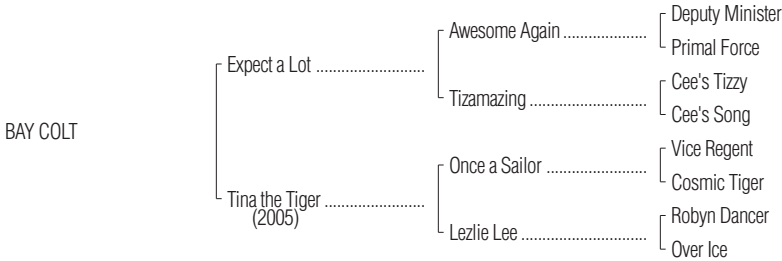 Deputy Minister
Awesome Again ....................
Primal Force
Expect a Lot ..........................
Cee's Tizzy
Tizamazing ............................
Cee's Song
BAY COLT
Vice Regent
Once a Sailor ........................
Cosmic Tiger
Tina the Tiger ........................
(2005)
Robyn Dancer
Lezlie Lee ..............................
Over Ice